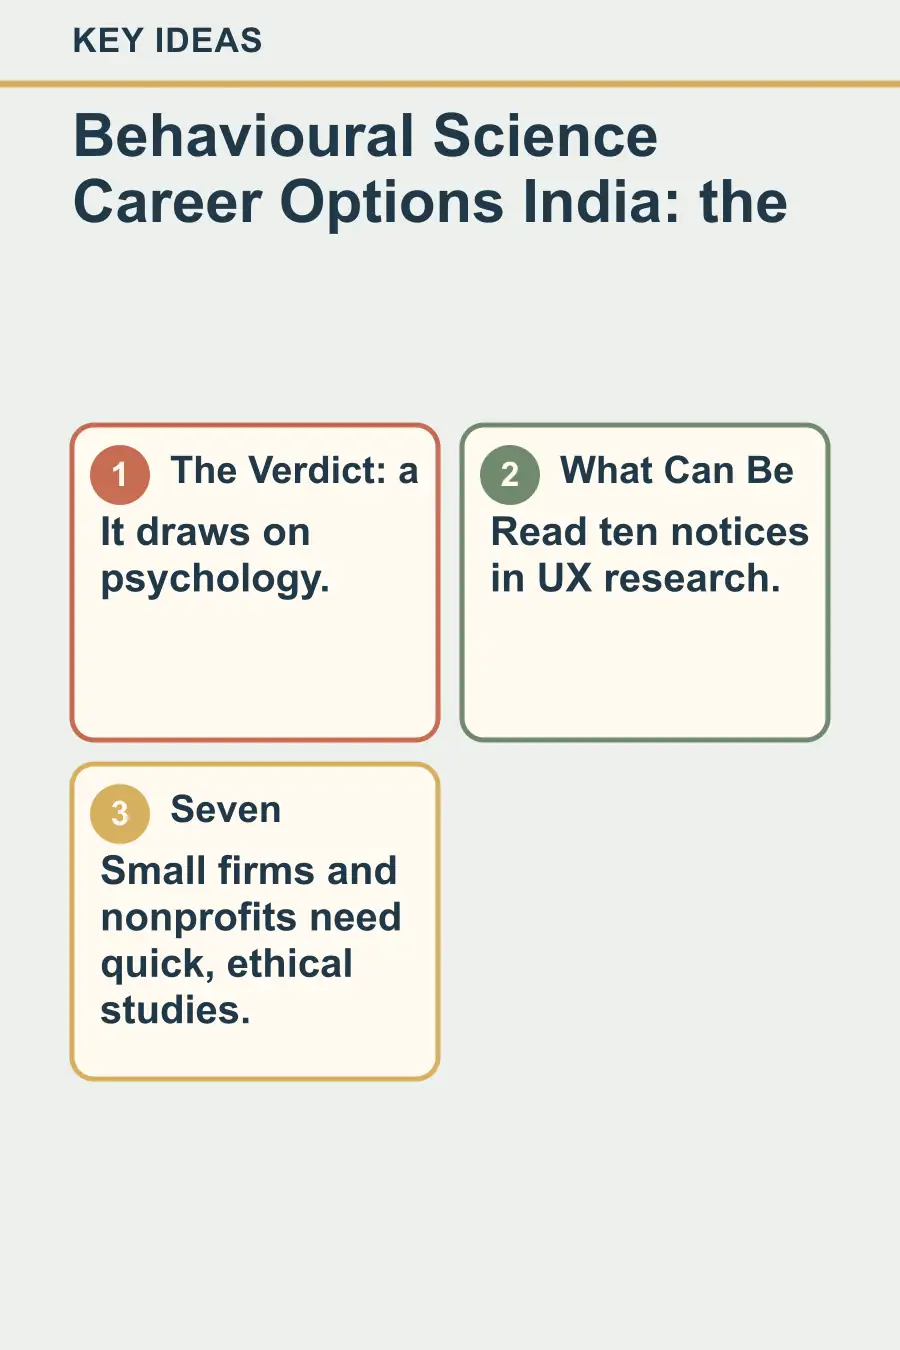 KEY IDEAS
Behavioural Science
Career Options India: the
1 The Verdict: a
It draws on
psychology.
2 What Can Be
Read ten notices
in UX research.
3 Seven
Small firms and
nonprofits need
quick, ethical
studies.